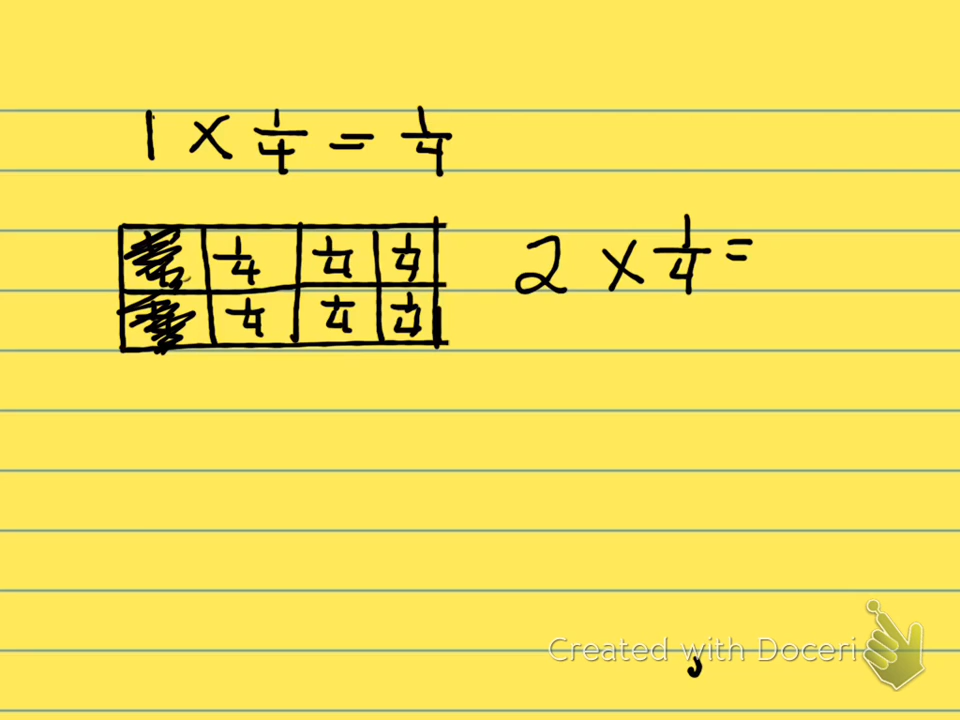 1 × 1/4 = 1/4
1/4 1/4 1/4
2 × 1/4 =
1/4 1/4 1/4
Created with Doceri